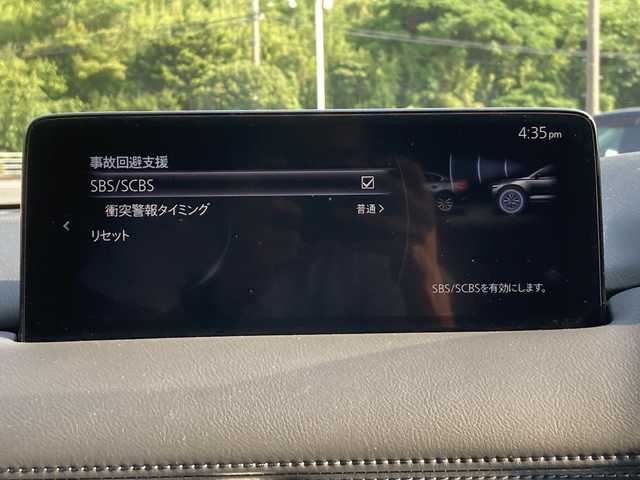 4:35pm
事故回避支援
SBS/SCBS
衝突警報タイミング 普通
リセット
SBS/SCBSを有効にします。